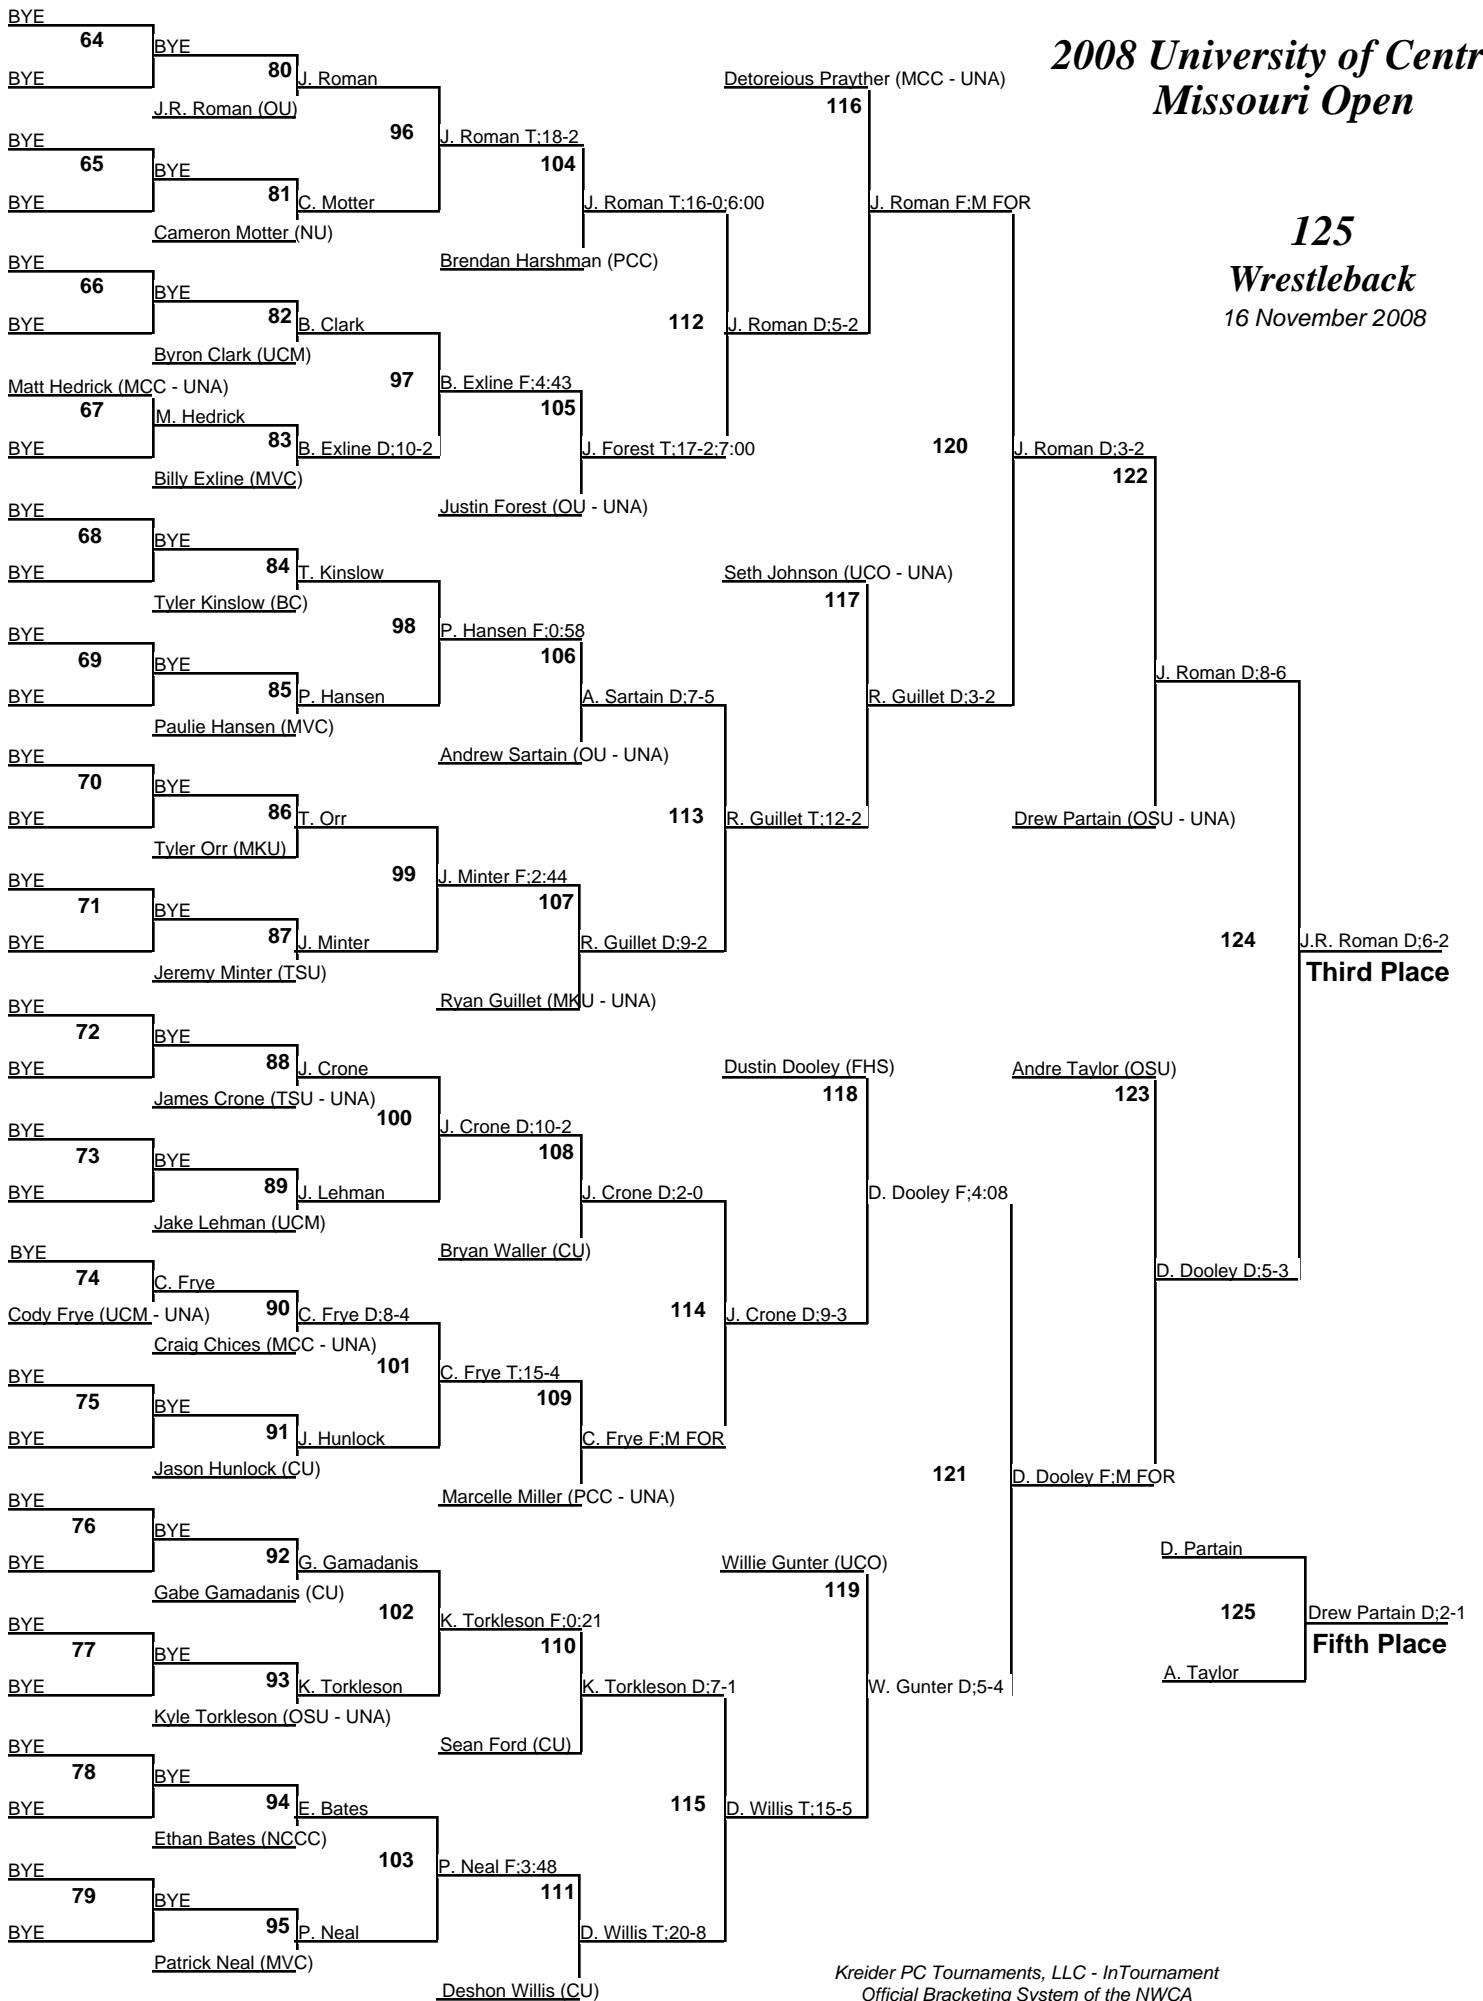 2008 University of Centr
Missouri Open
125
Wrestleback
16 November 2008
BYE
64
BYE
BYE
80
J. Roman
J.R. Roman (OU)
96
J. Roman T;18-2
BYE
65
BYE
BYE
81
C. Motter
Cameron Motter (NU)
104
J. Roman T;16-0;6:00
Brendan Harshman (PCC)
BYE
66
BYE
BYE
82
B. Clark
Byron Clark (UCM)
97
B. Exline F;4:43
Matt Hedrick (MCC - UNA)
67
M. Hedrick
BYE
83
B. Exline D;10-2
Billy Exline (MVC)
105
J. Forest T;17-2;7:00
Justin Forest (OU - UNA)
112
J. Roman D;5-2
Detoreious Prayther (MCC - UNA)
116
J. Roman F;M FOR
BYE
68
BYE
BYE
84
T. Kinslow
Tyler Kinslow (BC)
98
P. Hansen F;0:58
BYE
69
BYE
BYE
85
P. Hansen
Paulie Hansen (MVC)
106
A. Sartain D;7-5
Andrew Sartain (OU - UNA)
BYE
70
BYE
BYE
86
T. Orr
Tyler Orr (MKU)
99
J. Minter F;2:44
BYE
71
BYE
BYE
87
J. Minter
Jeremy Minter (TSU)
107
R. Guillet D;9-2
Ryan Guillet (MKU - UNA)
113
R. Guillet T;12-2
Seth Johnson (UCO - UNA)
117
R. Guillet D;3-2
120
J. Roman D;3-2
122
J. Roman D;8-6
Drew Partain (OSU - UNA)
124
J.R. Roman D;6-2
Third Place
BYE
72
BYE
BYE
88
J. Crone
James Crone (TSU - UNA)
100
J. Crone D;10-2
BYE
73
BYE
BYE
89
J. Lehman
Jake Lehman (UCM)
108
J. Crone D;2-0
Bryan Waller (CU)
BYE
74
C. Frye
Cody Frye (UCM - UNA)
90
C. Frye D;8-4
Craig Chices (MCC - UNA)
101
C. Frye T;15-4
BYE
75
BYE
BYE
91
J. Hunlock
Jason Hunlock (CU)
109
C. Frye F;M FOR
Marcelle Miller (PCC - UNA)
114
J. Crone D;9-3
Dustin Dooley (FHS)
118
D. Dooley F;4:08
Andre Taylor (OSU)
123
D. Dooley D;5-3
BYE
76
BYE
BYE
92
G. Gamadanis
Gabe Gamadanis (CU)
102
K. Torkleson F;0:21
BYE
77
BYE
BYE
93
K. Torkleson
Kyle Torkleson (OSU - UNA)
110
K. Torkleson D;7-1
Sean Ford (CU)
BYE
78
BYE
BYE
94
E. Bates
Ethan Bates (NCCC)
103
P. Neal F;3:48
BYE
79
BYE
BYE
95
P. Neal
Patrick Neal (MVC)
111
D. Willis T;20-8
Deshon Willis (CU)
115
D. Willis T;15-5
Willie Gunter (UCO)
119
W. Gunter D;5-4
121
D. Dooley F;M FOR
D. Partain
125
Drew Partain D;2-1
Fifth Place
A. Taylor
Kreider PC Tournaments, LLC - InTournament
Official Bracketing System of the NWCA